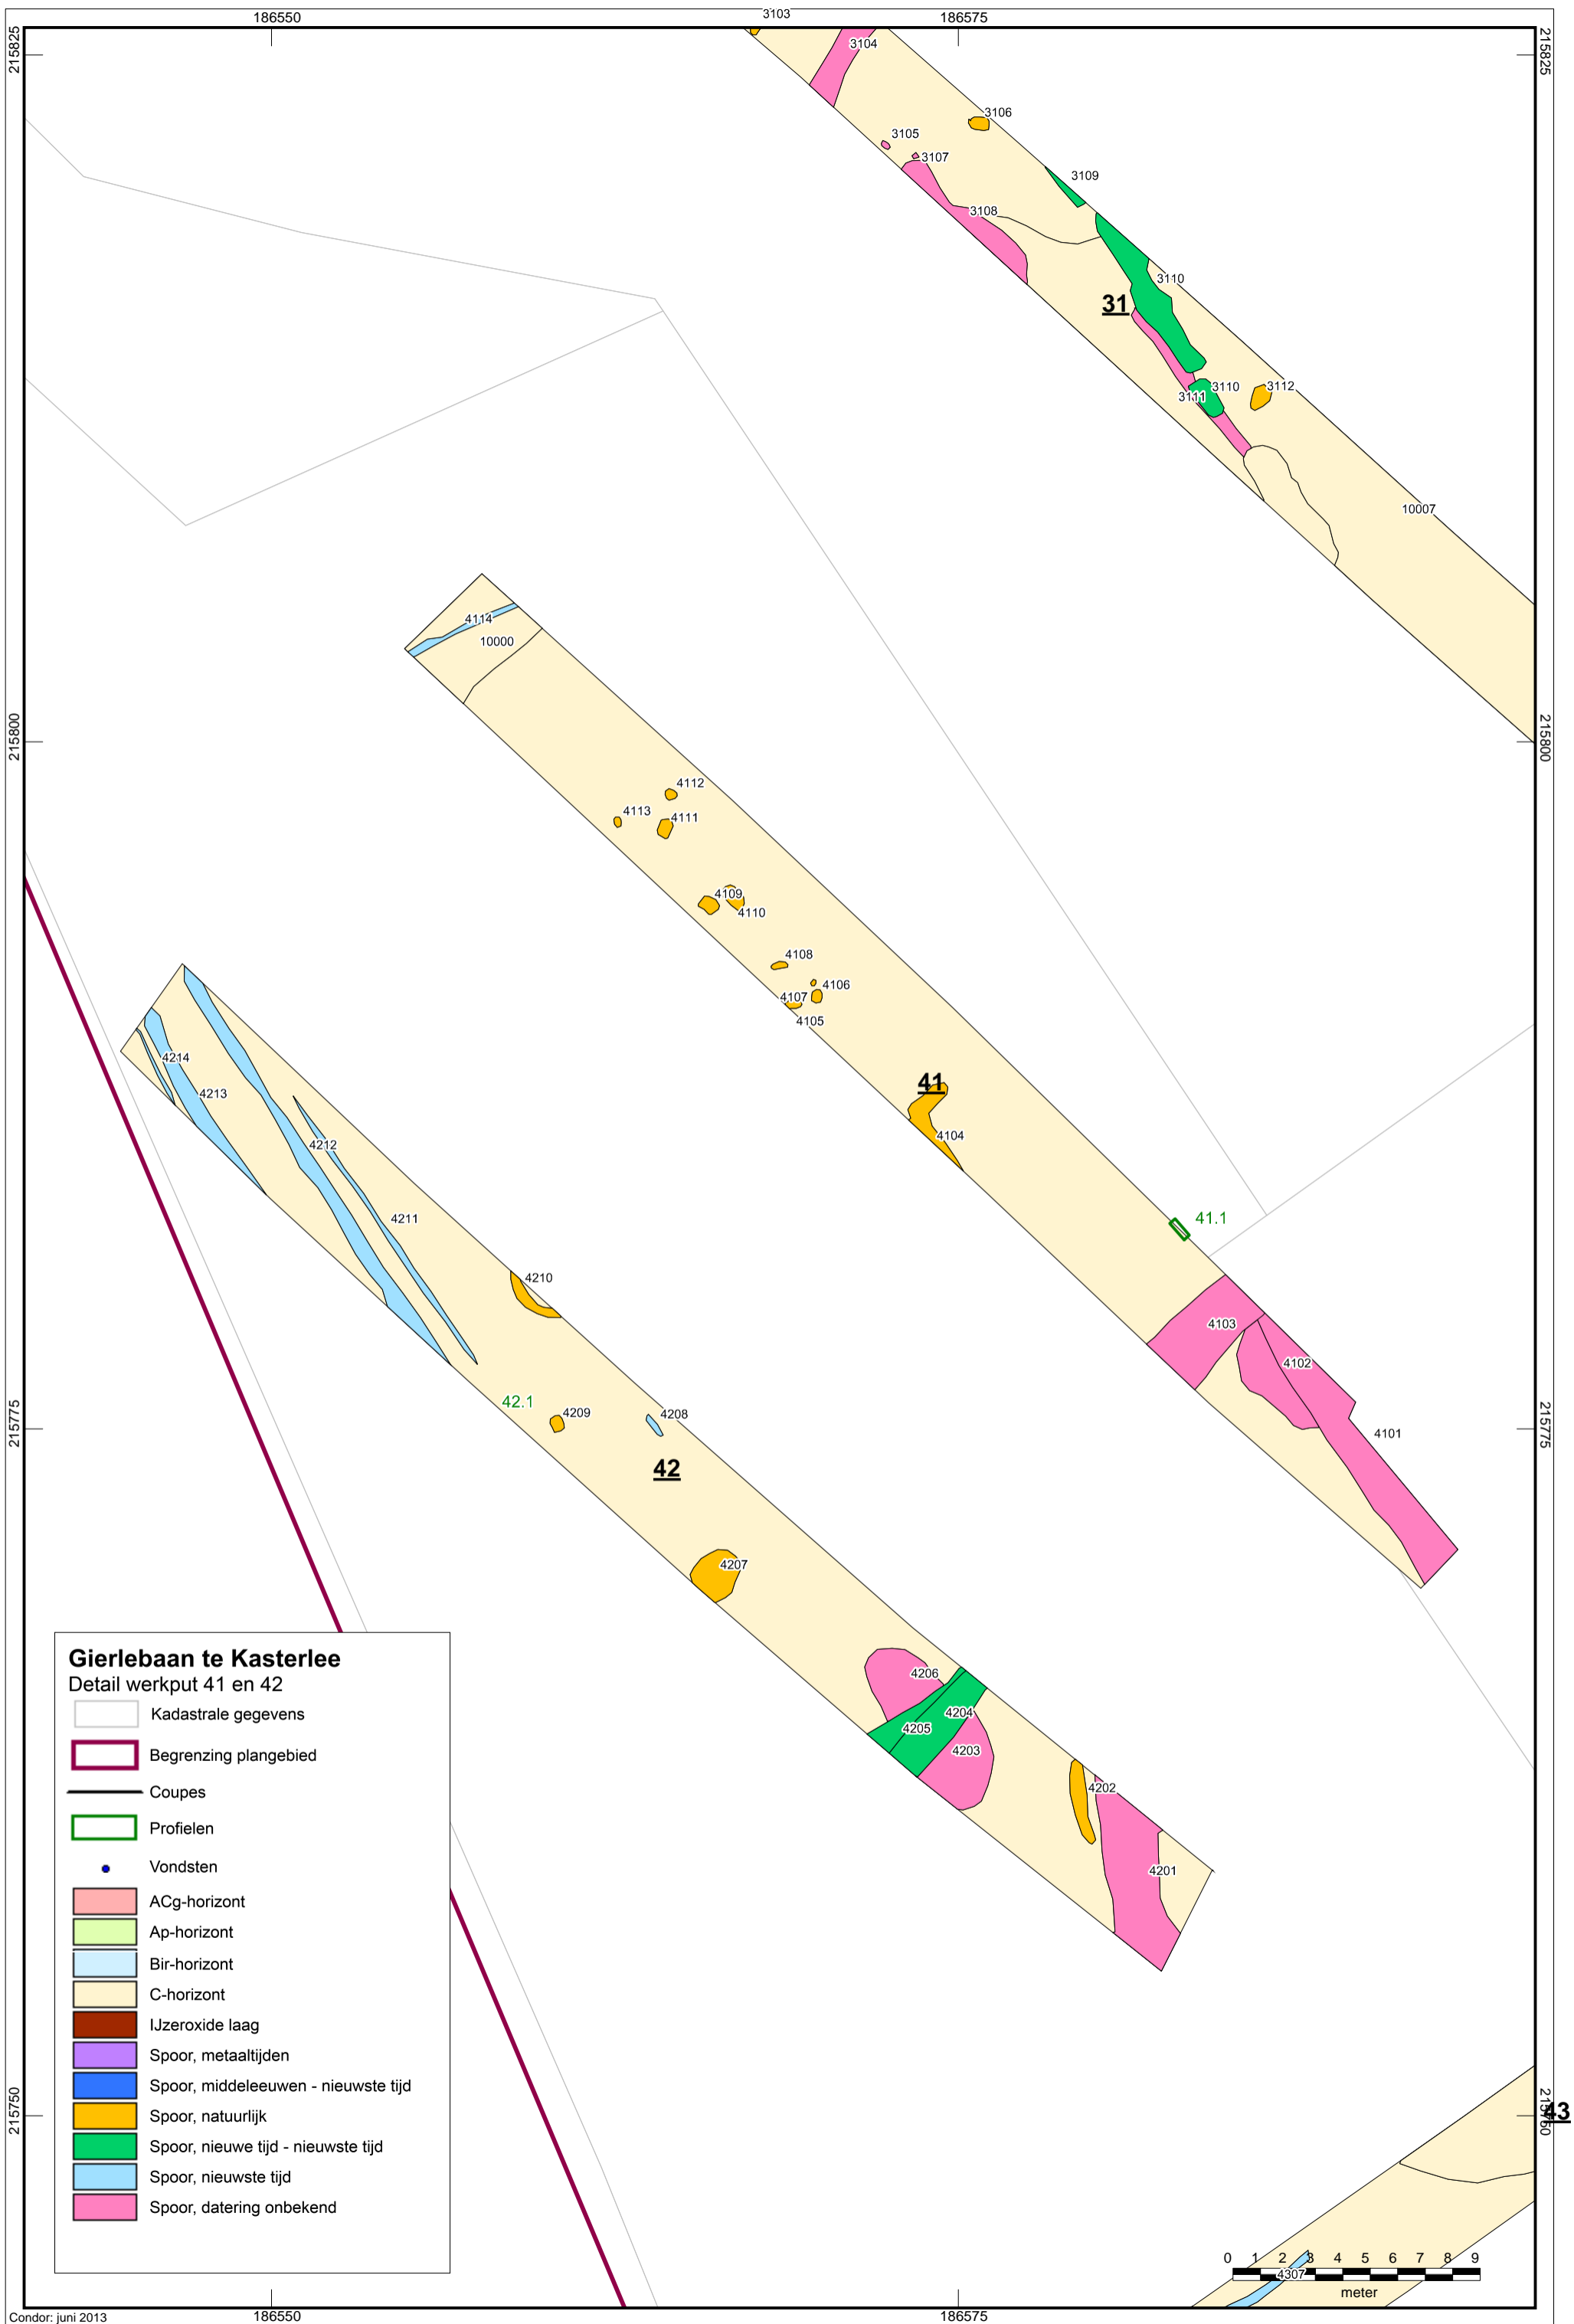 186550
3103
186575
215825
215825
3104
3106
3105
3107
3109
3108
3110
31
3110
3112
3111
10007
4114
10000
215800
215800
4112
4113
4111
4109
4110
4108
4106
4107
4105
41
4214
4213
4104
4212
4211
41.1
4210
4103
4102
42.1
4209
4208
215775
215775
4101
42
4207
4206
4204
4205
4203
4202
4201
Gierlebaan te Kasterlee
Detail werkput 41 en 42
Kadastrale gegevens
Begrenzing plangebied
Coupes
Profielen
Vondsten
ACg-horizont
Ap-horizont
Bir-horizont
C-horizont
IJzeroxide laag
Spoor, metaaltijden
Spoor, middeleeuwen - nieuwste tijd
Spoor, natuurlijk
Spoor, nieuwe tijd - nieuwste tijd
Spoor, nieuwste tijd
Spoor, datering onbekend
215750
215750
43
0 1 2 3 4 5 6 7 8 9
4307
meter
186550
186575
Condor: juni 2013